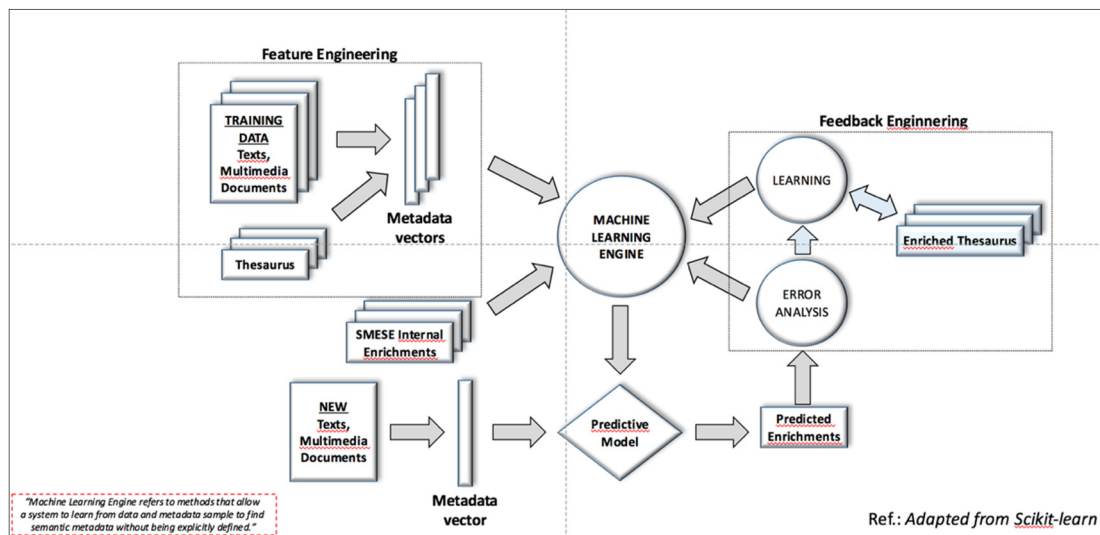 Feature Engineering
TRAINING
DATA
Texts,
Multimedia
Documents
Metadata
vectors
Thesaurus
SMESE Internal
Enrichments
MACHINE
LEARNING
ENGINE
Feedback Enginnering
LEARNING
Enriched Thesaurus
ERROR
ANALYSIS
NEW
Texts,
Multimedia
Documents
Metadata
vector
Predictive
Model
Predicted
Enrichments
"Machine Learning Engine refers to methods that allow
a system to learn from data and metadata sample to find
semantic metadata without being explicitly defined."
Ref.: Adapted from Scikit-learn